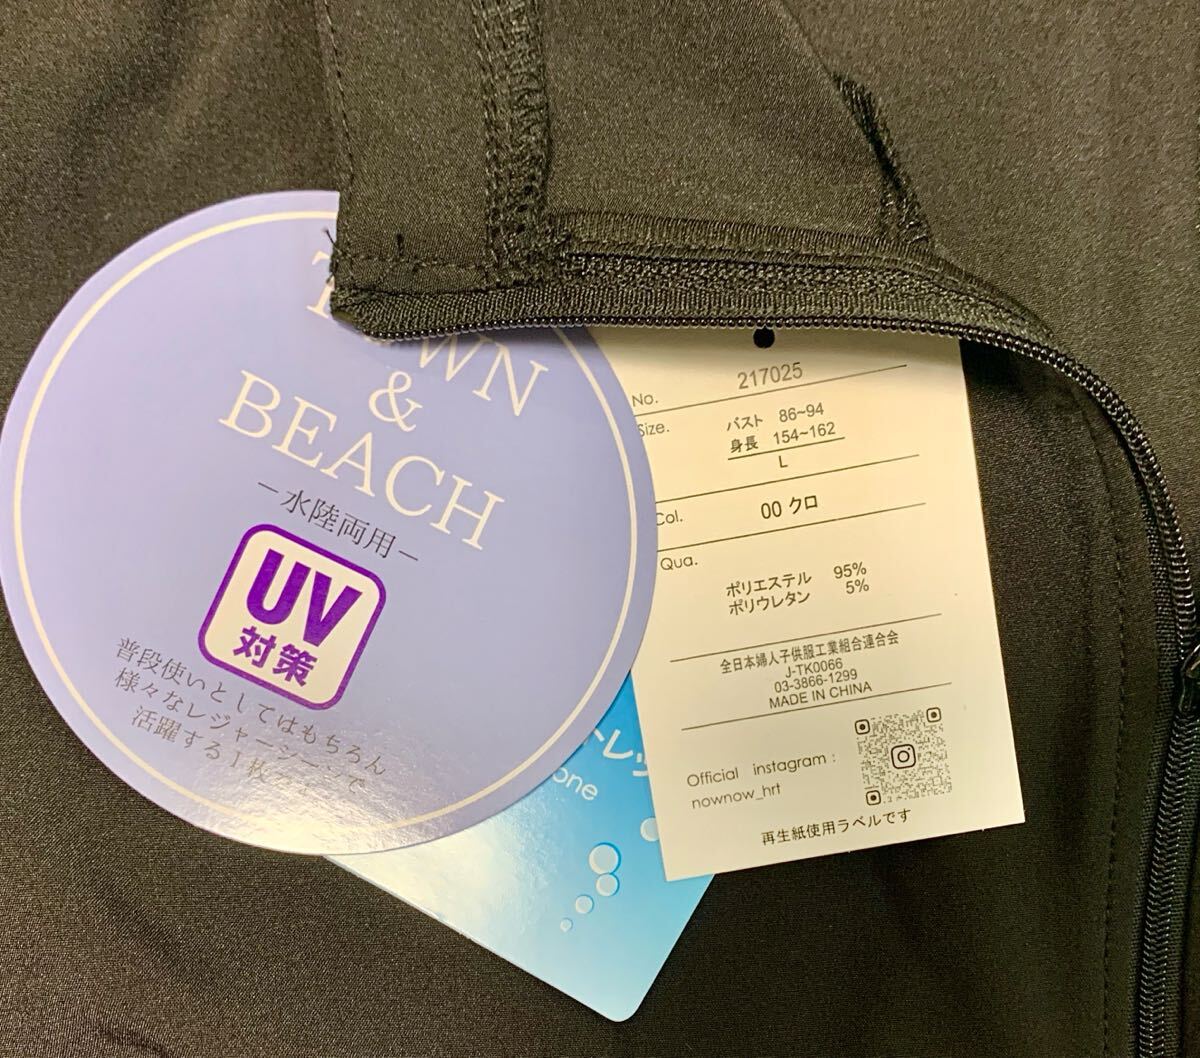 TOWN
&
BEACH
－水陸両用－
UV
対策
普段使いとしてはもちろん
様々なレジャーシーンで
活躍する1枚
トレッ
one
No. 217025
Size. バスト 86~94
身長 154~162
L
Col. 00 クロ
Qua.
ポリエステル 95%
ポリウレタン 5%
全日本婦人子供服工業組合連合会
J-TK0066
03-3866-1299
MADE IN CHINA
Official instagram :
nownow_hrt
再生紙使用ラベルです